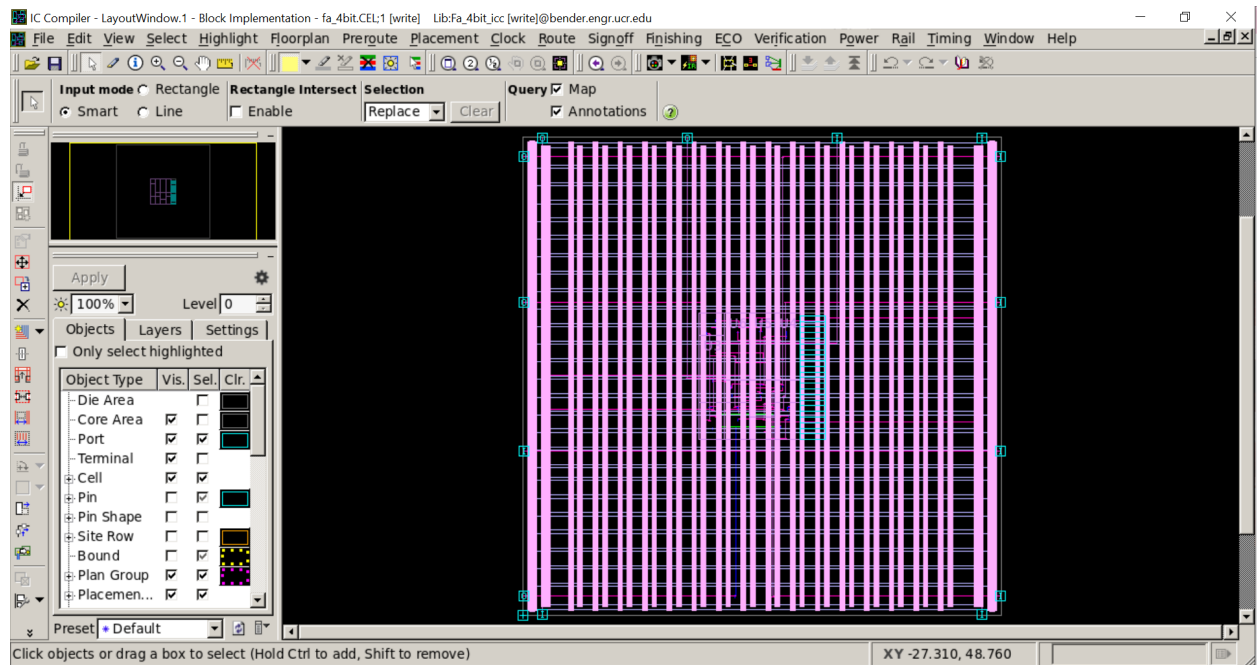 IC Compiler - LayoutWindow.1 - Block Implementation - fa_4bit.CEL;1 [write]    Lib:Fa_4bit_icc [write]@bender.engr.ucr.edu
File Edit View Select Highlight Floorplan Preroute Placement Clock Route Signoff Finishing ECO Verification Power Rail Timing Window Help
Input mode Rectangle Rectangle Intersect Selection Query Map
Smart Line Enable Replace Clear Annotations
Apply
100% Level 0
Objects Layers Settings
Only select highlighted
Object Type Vis. Sel. Clr.
Die Area
Core Area
Port
Terminal
Cell
Pin
Pin Shape
Site Row
Bound
Plan Group
Placemen...
Preset Default
Click objects or drag a box to select (Hold Ctrl to add, Shift to remove) XY -27.310, 48.760